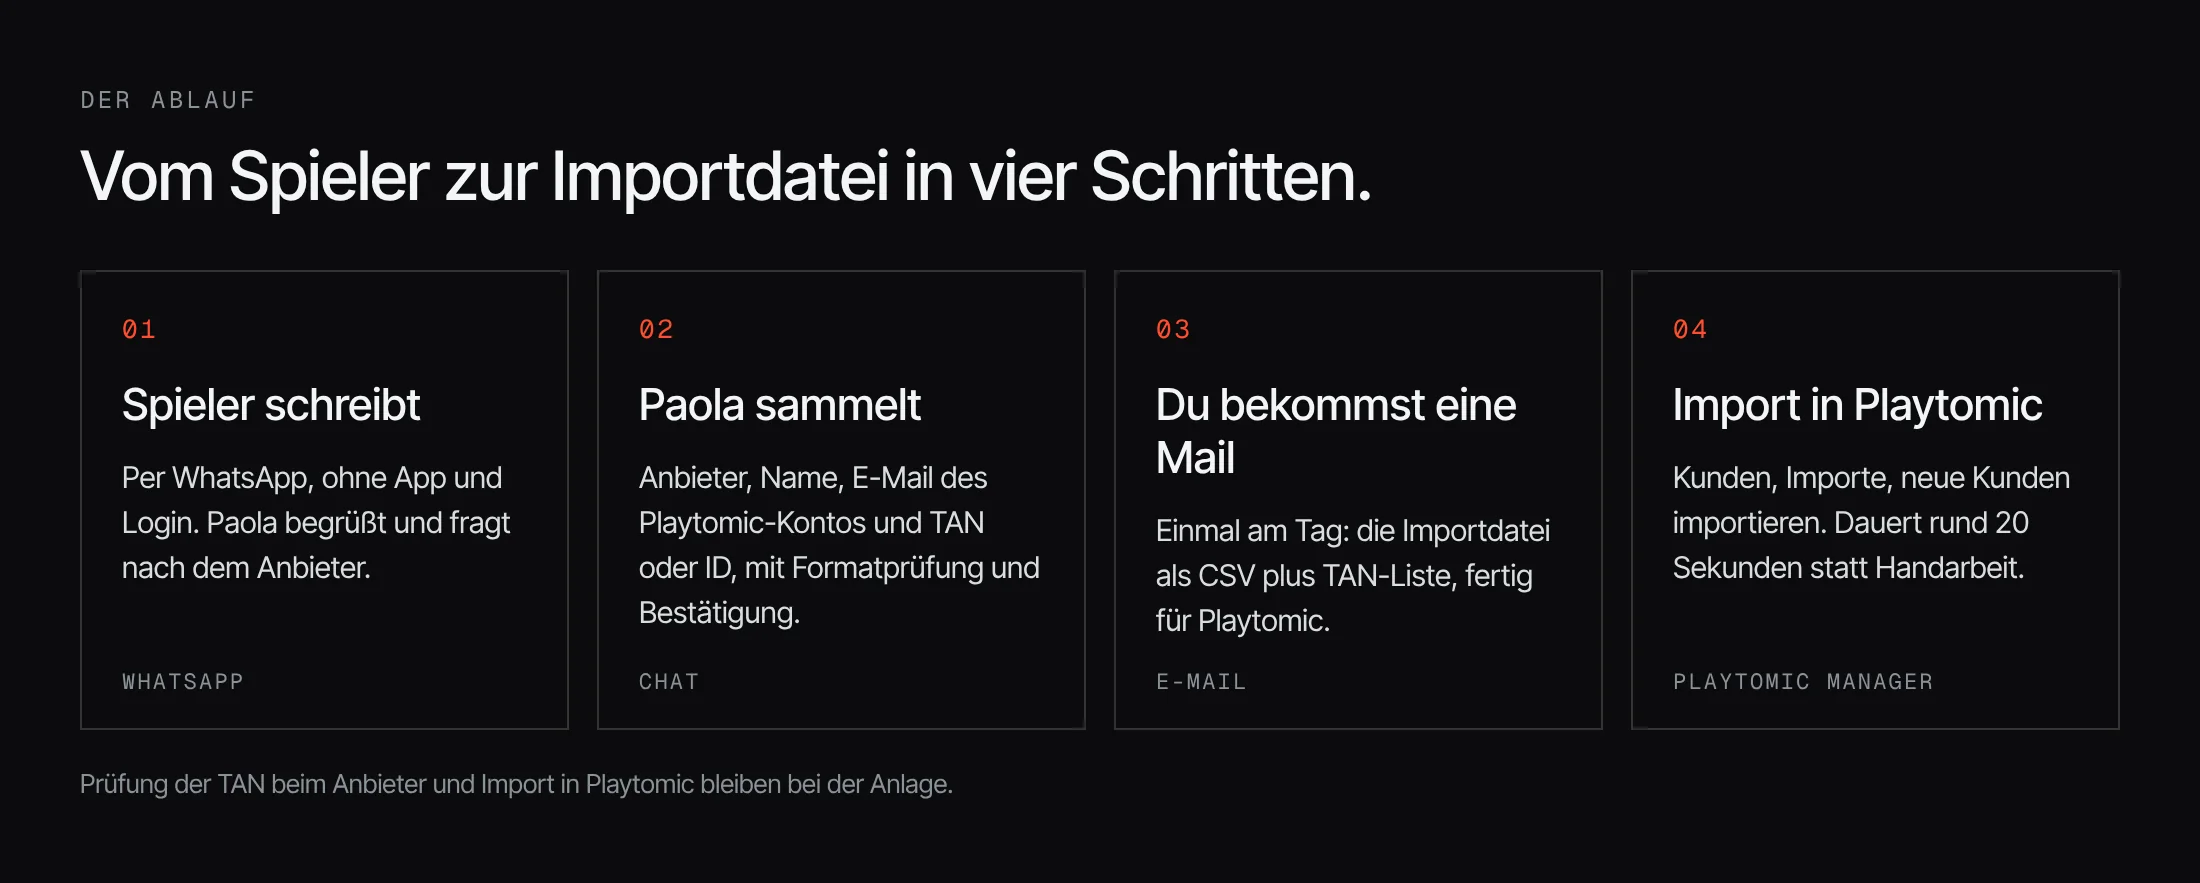 DER ABLAUF
Vom Spieler zur Importdatei in vier Schritten.
01
Spieler schreibt
Per WhatsApp, ohne App und
Login. Paola begrüßt und fragt
nach dem Anbieter.
WHATSAPP
02
Paola sammelt
Anbieter, Name, E-Mail des
Playtomic-Kontos und TAN
oder ID, mit Formatprüfung und
Bestätigung.
CHAT
03
Du bekommst eine
Mail
Einmal am Tag: die Importdatei
als CSV plus TAN-Liste, fertig
für Playtomic.
E-MAIL
04
Import in Playtomic
Kunden, Importe, neue Kunden
importieren. Dauert rund 20
Sekunden statt Handarbeit.
PLAYTOMIC MANAGER
Prüfung der TAN beim Anbieter und Import in Playtomic bleiben bei der Anlage.